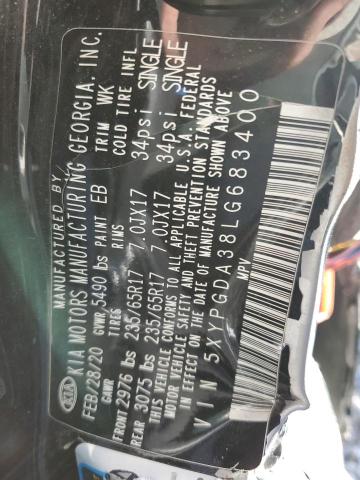 MANUFACTURED BY
KIA KIA MOTORS MANUFACTURING GEORGIA, INC.
FEB/28/20 GVWR 5490 lbs PAINT EB TRIM WK
GAWR TIRES RIMS COLD TIRE INFL
FRONT 2976 lbs 235/65R17 7.0JX17 34psi SINGLE
REAR 3075 lbs 235/65R17 7.0JX17 34psi SINGLE
THIS VEHICLE CONFORMS TO ALL APPLICABLE U.S.A. FEDERAL
MOTOR VEHICLE SAFETY AND THEFT PREVENTION STANDARDS
IN EFFECT ON THE DATE OF MANUFACTURE SHOWN ABOVE
VIN 5XYPGDA38LG683400
MPV